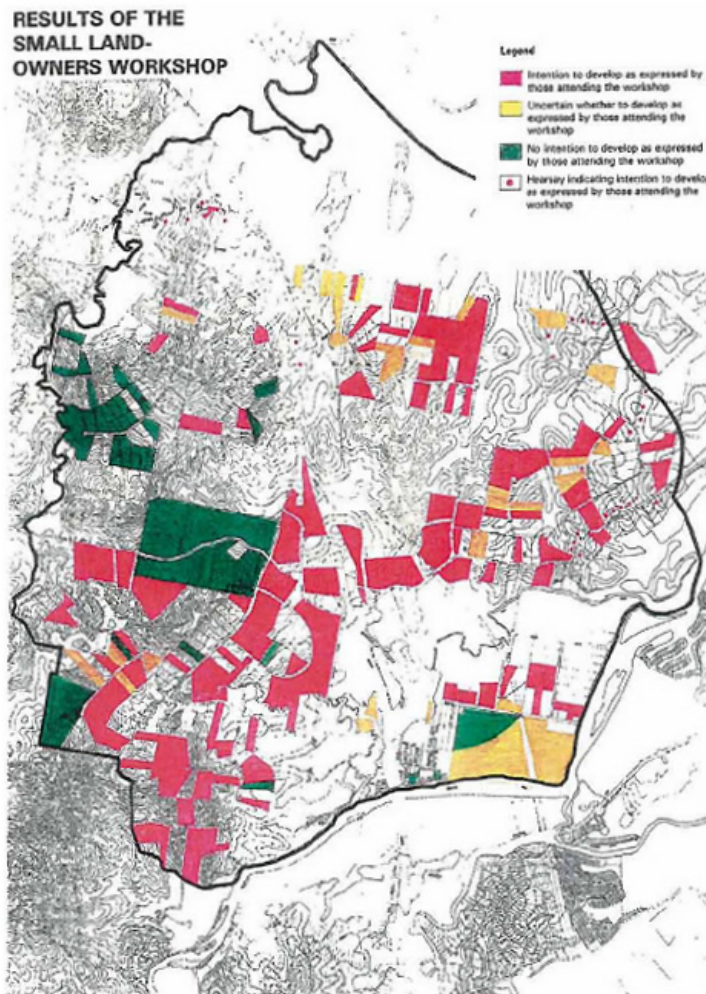 RESULTS OF THE
SMALL LAND-
OWNERS WORKSHOP
Legend
Intention to develop as expressed by
those attending the workshop
Uncertain whether to develop as
expressed by those attending the
workshop
No intention to develop as expressed
by those attending the workshop
Hearsay indicating intention to develop
as expressed by those attending the
workshop